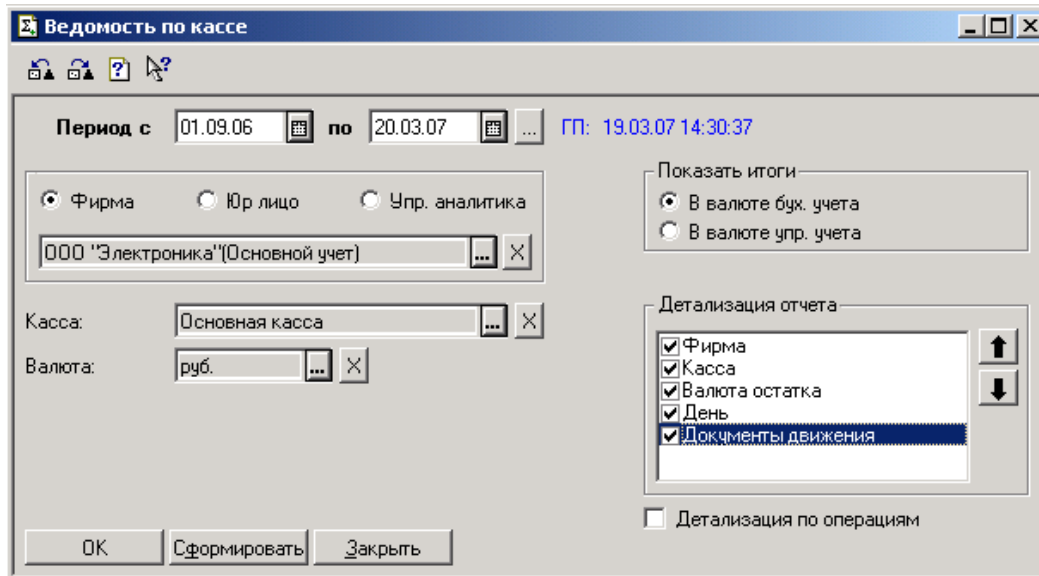 Ведомость по кассе
Период с 01.09.06 по 20.03.07 ... ГП: 19.03.07 14:30:37
Фирма Юр лицо Упр. аналитика
ООО "Электроника"(Основной учет) ... X
Показать итоги
В валюте бух. учета
В валюте упр. учета
Касса: Основная касса ... X
Валюта: руб. ... X
Детализация отчета
Фирма
Касса
Валюта остатка
День
Документы движения
Детализация по операциям
OK Сформировать Закрыть